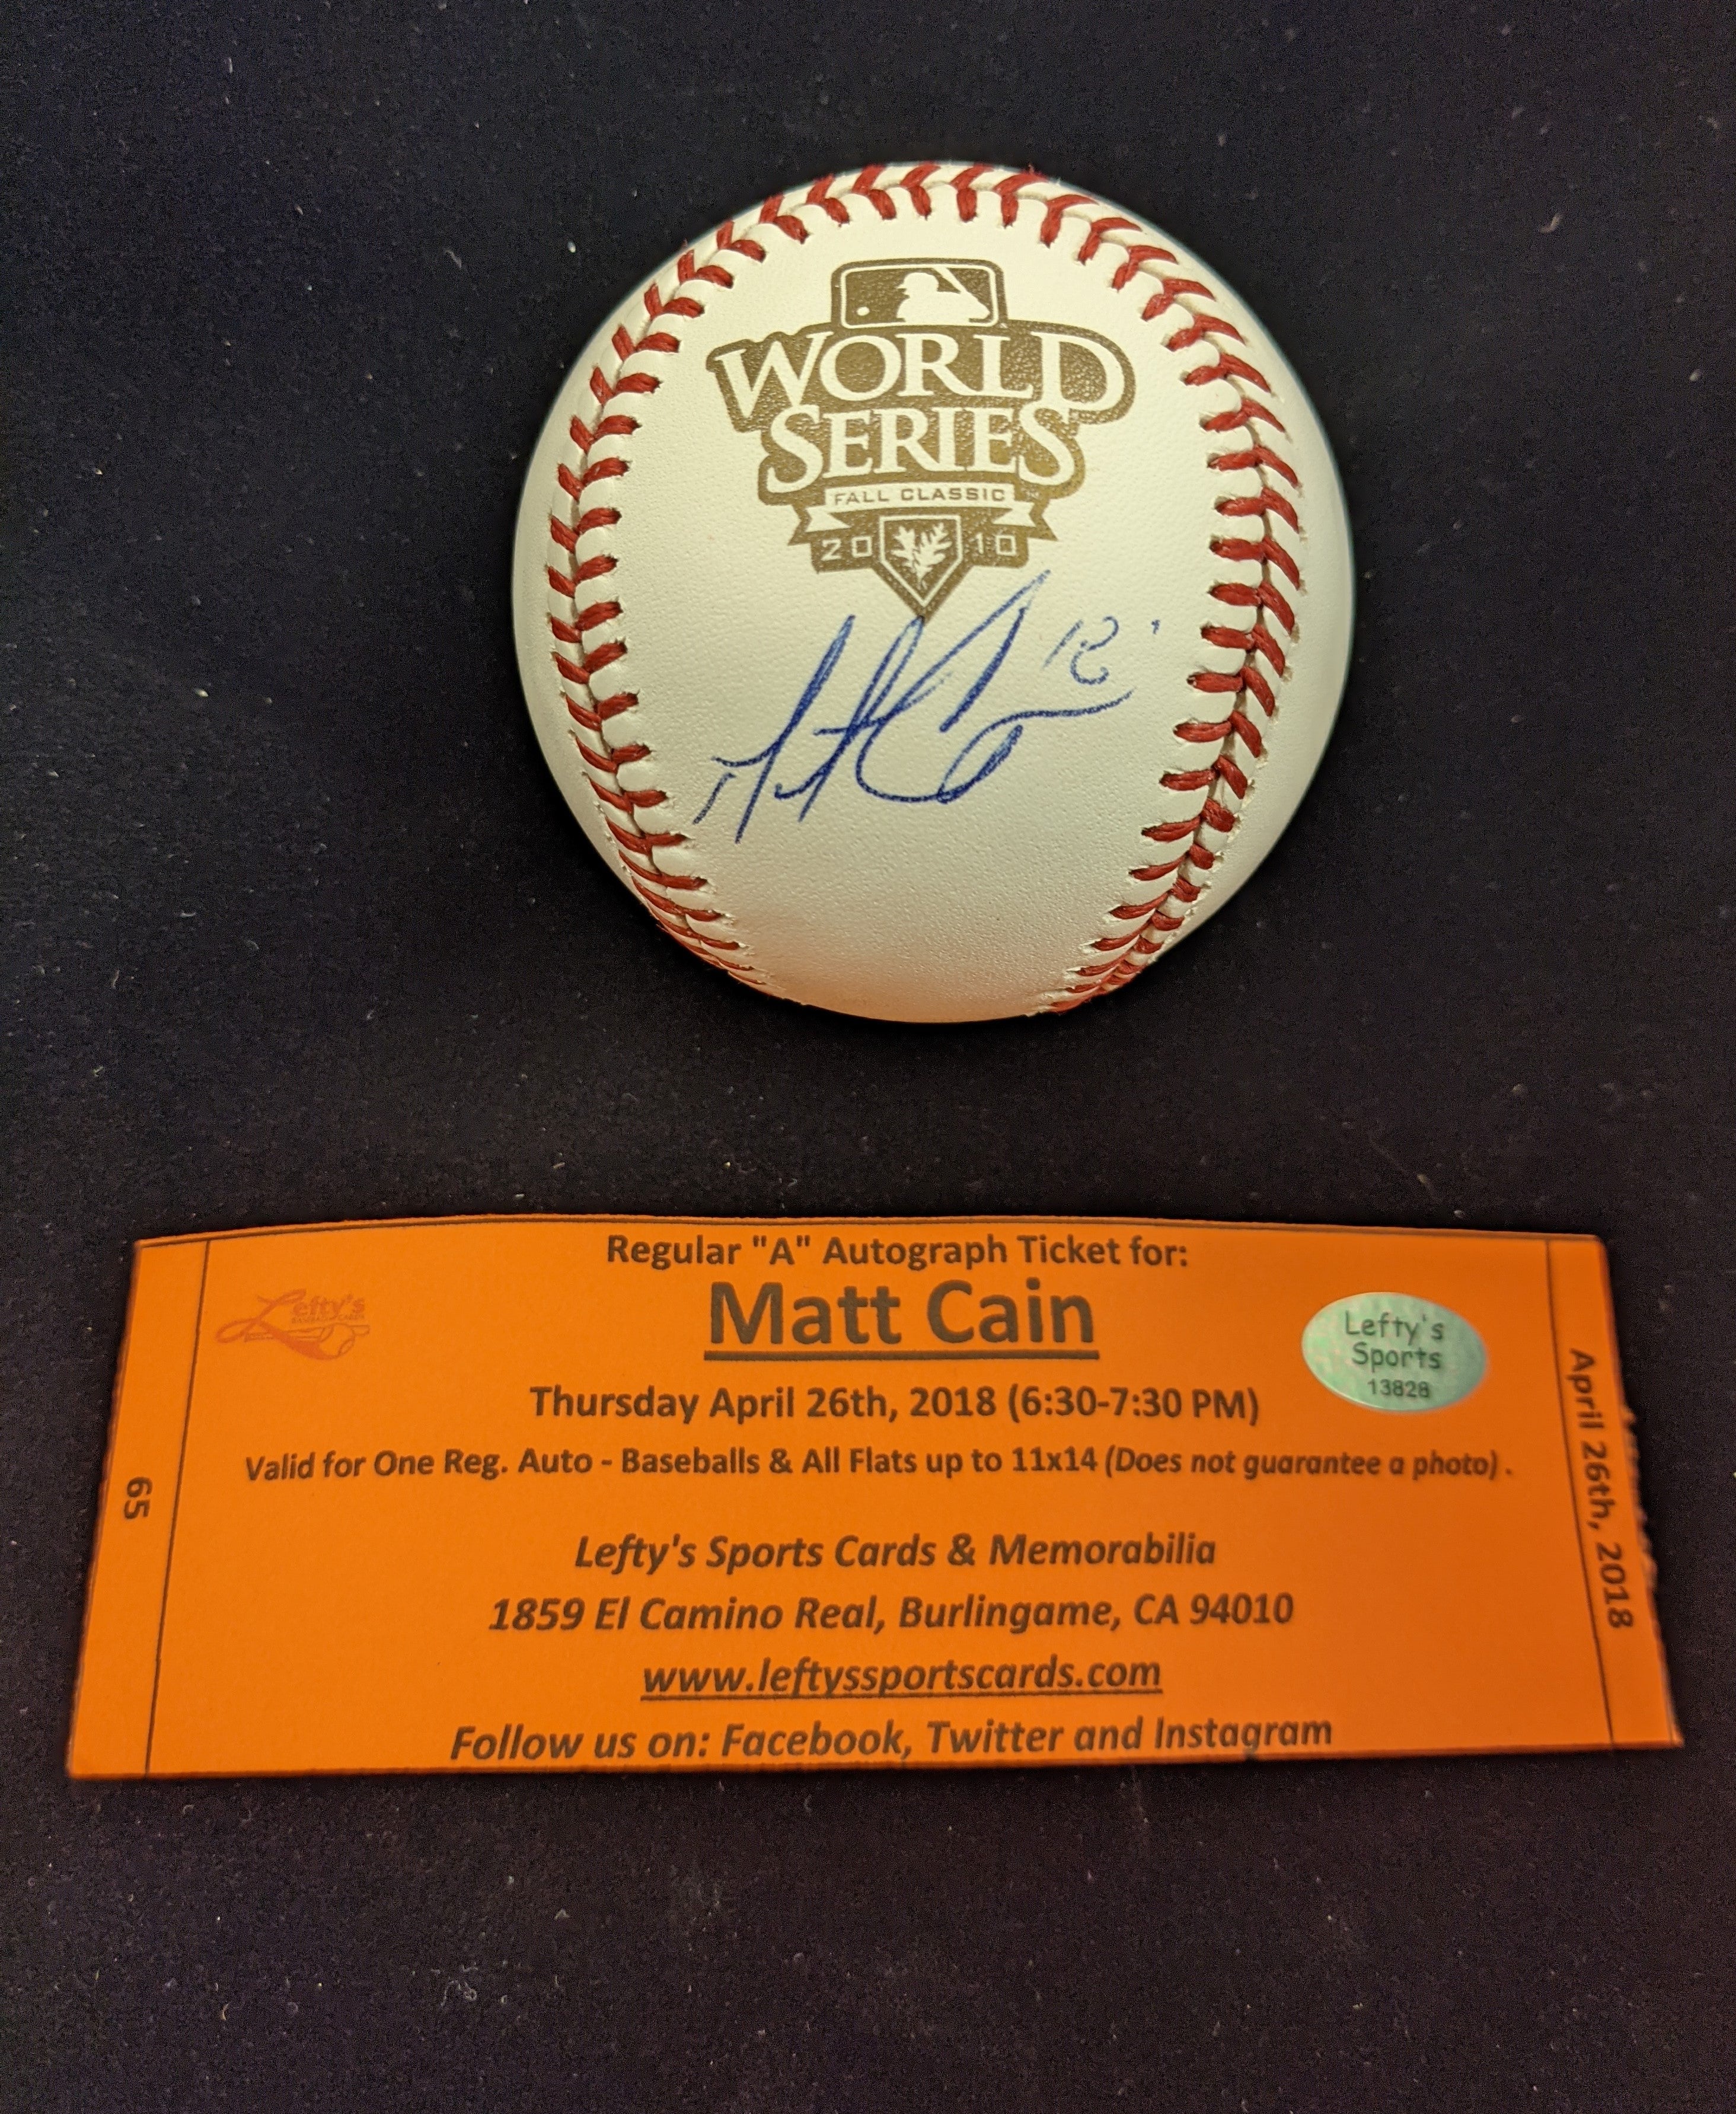 WORLD
SERIES
FALL CLASSIC
2010
18
Regular "A" Autograph Ticket for:
Matt Cain
Lefty's
Lefty's
Sports
13828
Thursday April 26th, 2018 (6:30-7:30 PM)
Valid for One Reg. Auto - Baseballs & All Flats up to 11x14 (Does not guarantee a photo) .
Lefty's Sports Cards & Memorabilia
1859 El Camino Real, Burlingame, CA 94010
www.leftyssportscards.com
Follow us on: Facebook, Twitter and Instagram
65
April 26th, 2018